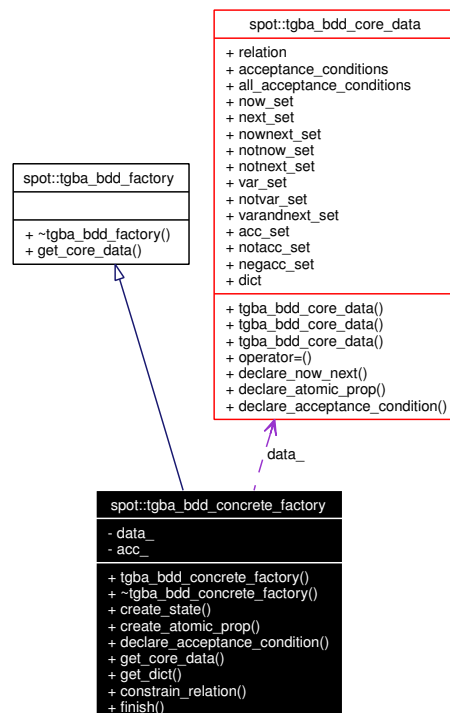 spot::tgba_bdd_core_data
+ relation
+ acceptance_conditions
+ all_acceptance_conditions
+ now_set
+ next_set
+ nownext_set
+ notnow_set
+ notnext_set
+ var_set
+ notvar_set
+ varandnext_set
+ acc_set
+ notacc_set
+ negacc_set
+ dict
+ tgba_bdd_core_data()
+ tgba_bdd_core_data()
+ tgba_bdd_core_data()
+ operator=()
+ declare_now_next()
+ declare_atomic_prop()
+ declare_acceptance_condition()
spot::tgba_bdd_factory
+ ~tgba_bdd_factory()
+ get_core_data()
data_
spot::tgba_bdd_concrete_factory
- data_
- acc_
+ tgba_bdd_concrete_factory()
+ ~tgba_bdd_concrete_factory()
+ create_state()
+ create_atomic_prop()
+ declare_acceptance_condition()
+ get_core_data()
+ get_dict()
+ constrain_relation()
+ finish()